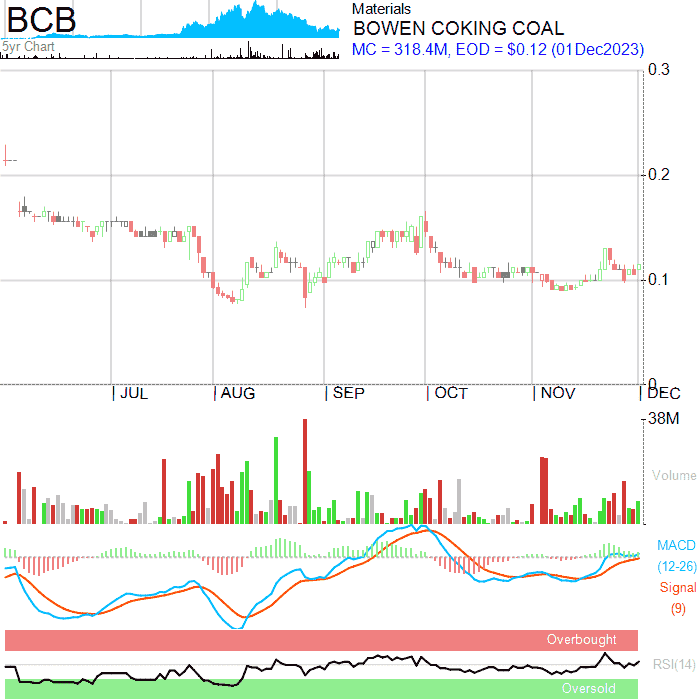 BCB
5yr Chart
Materials
BOWEN COKING COAL
MC = 318.4M, EOD = $0.12 (01Dec2023)
0.3
0.2
0.1
0
JUL AUG SEP OCT NOV DEC
38M
Volume
MACD
(12-26)
Signal
(9)
Overbought
RSI(14)
Oversold